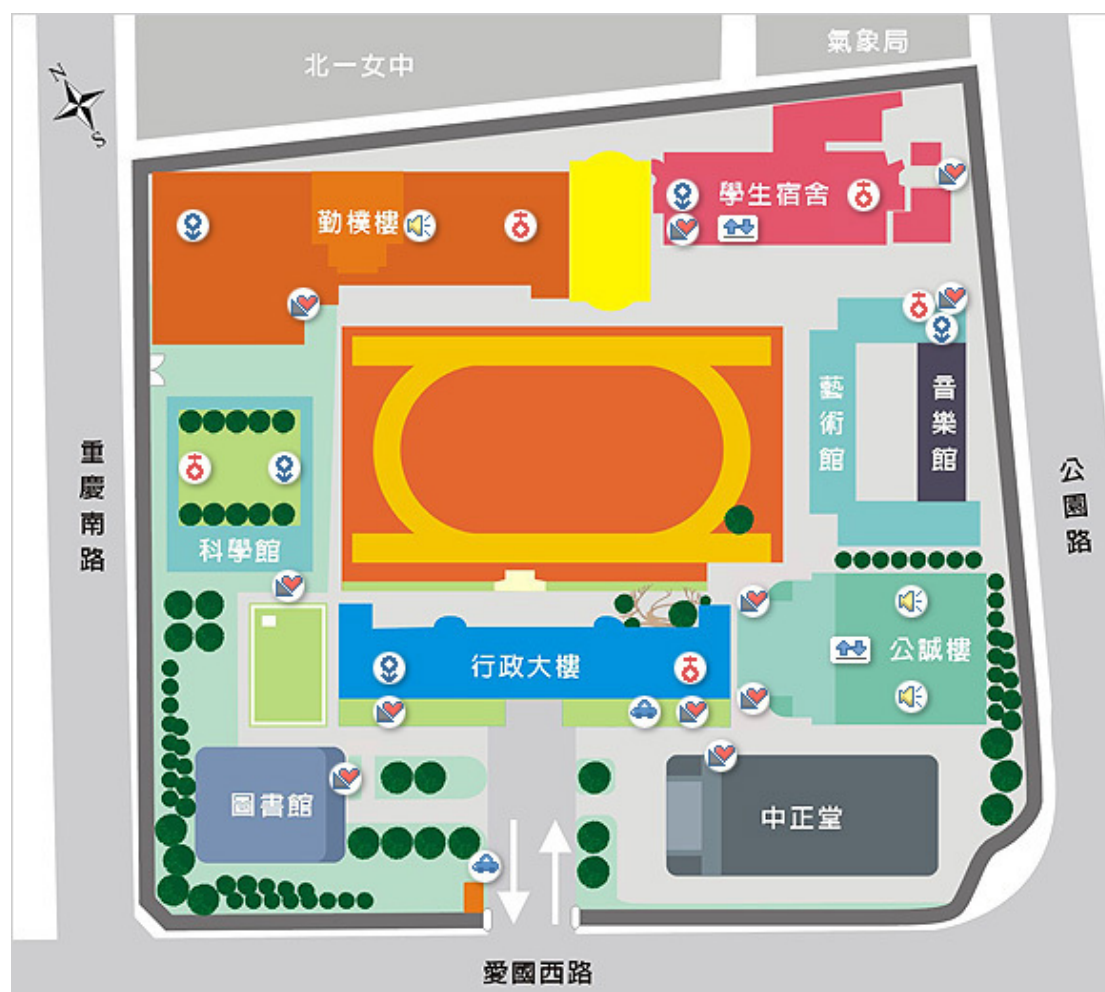 北一女中
氣象局
N
S
勤樸樓
學生宿舍
藝術館
音樂館
重慶南路
公園路
科學館
行政大樓
公誠樓
圖書館
中正堂
愛國西路